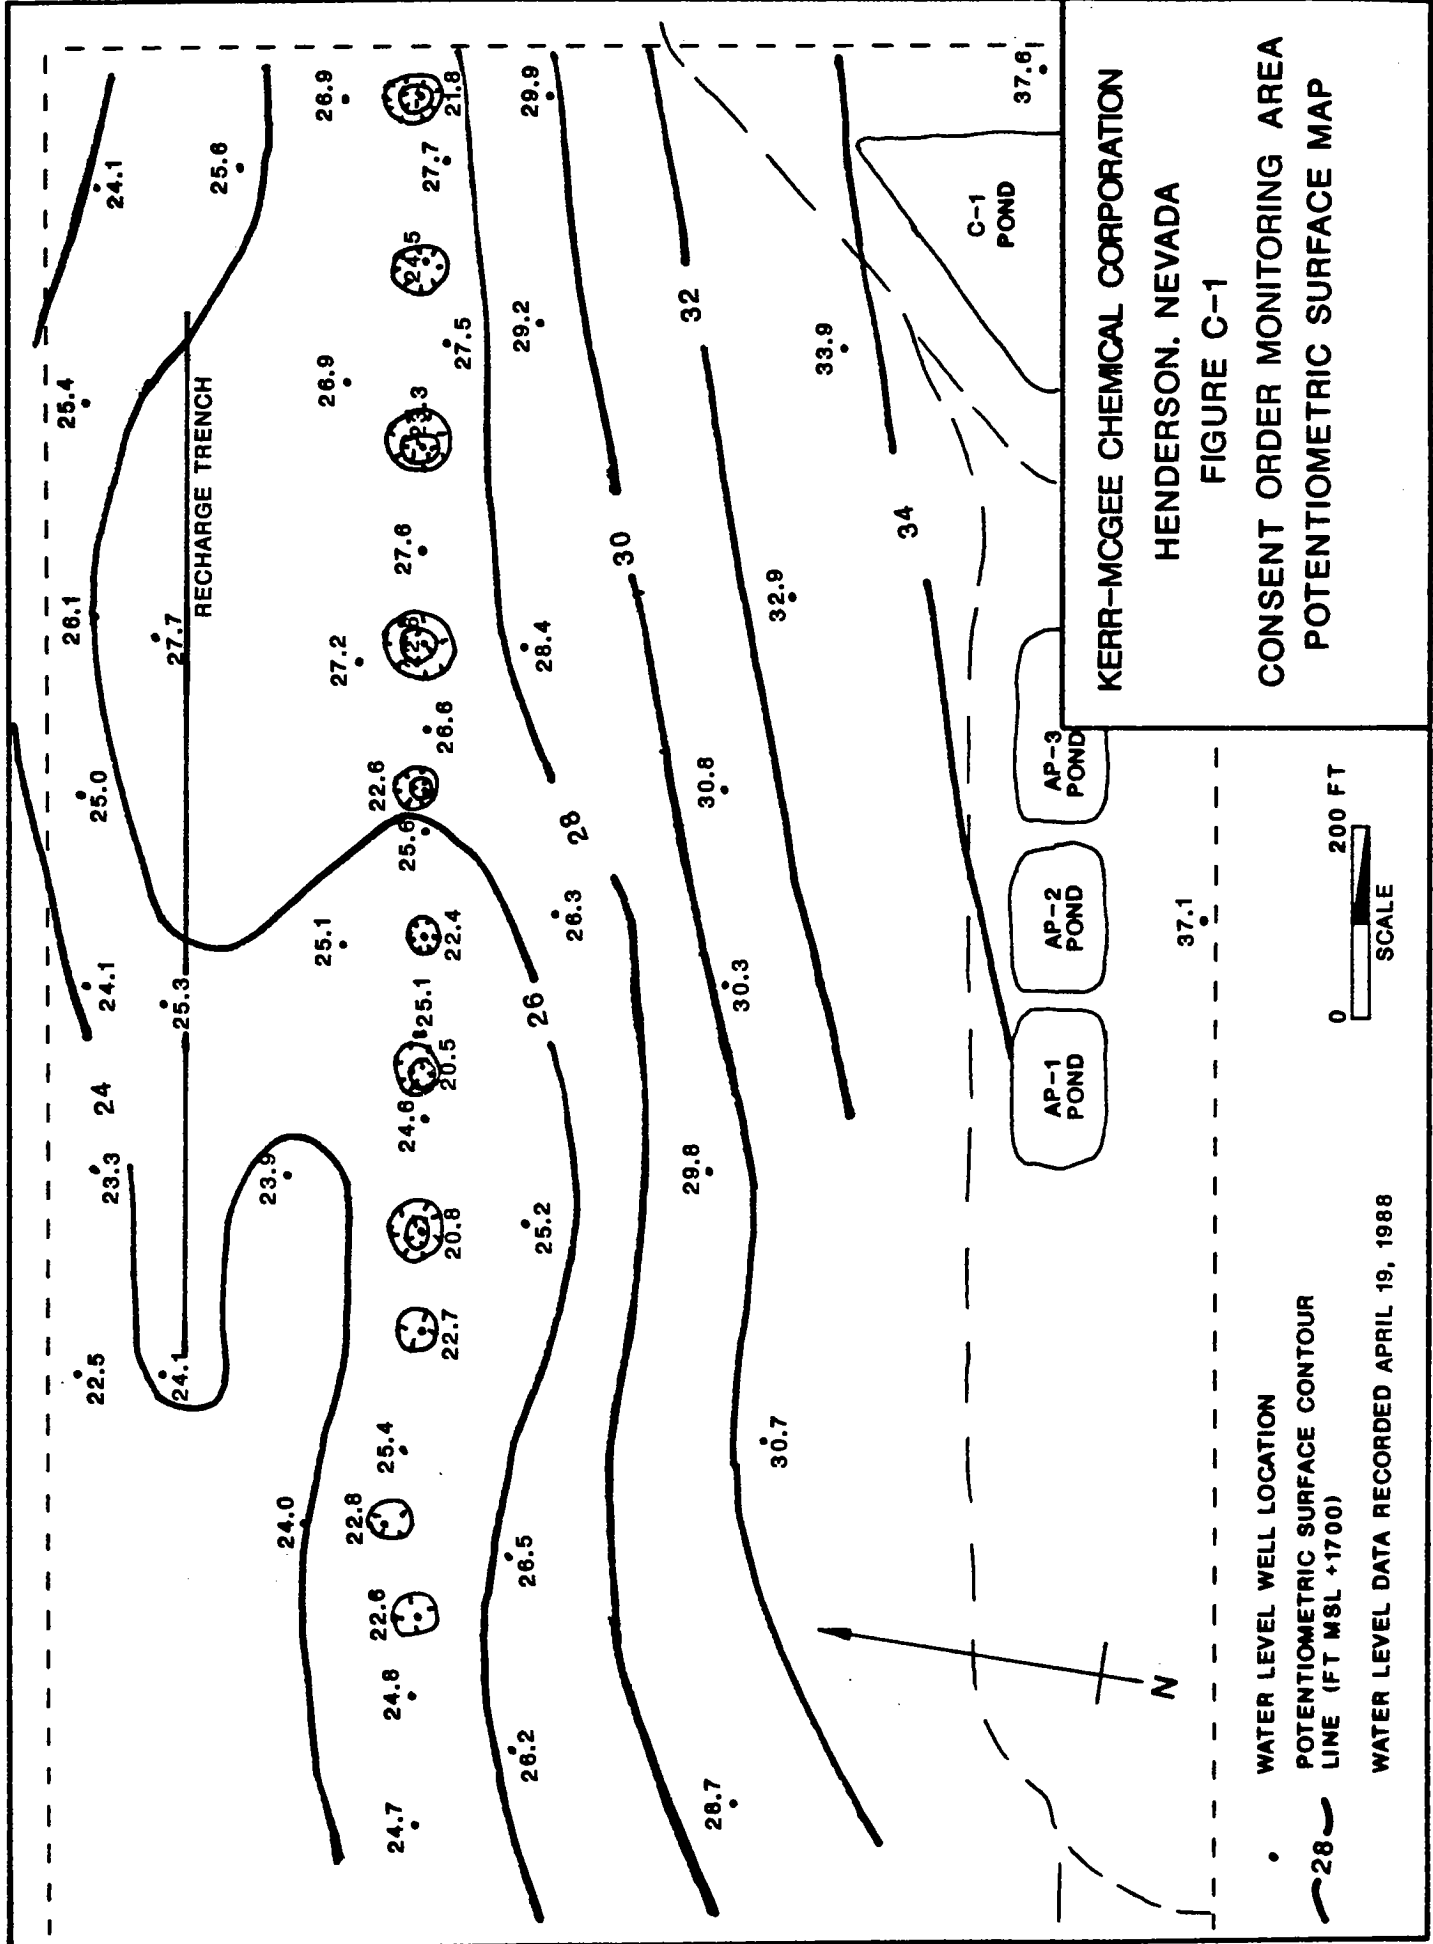 22.5
23.3
24
24.1
25.0
26.1
25.4
24.1
24.1
25.3
27.7
RECHARGE TRENCH
25.6
24.0
23.9
25.1
27.2
26.9
26.9
24.7
24.8
22.6
22.8
25.4
22.7
20.8
24.6
20.5
25.1
22.4
25.6
22.6
26.6
27.6
23.3
27.5
24.5
27.7
21.8
26.2
26.5
25.2
26
26.3
28
28.4
29.2
29.9
30
32
28.7
30.7
29.8
30.3
30.8
32.9
33.9
34
C-1
POND
37.6
AP-1
POND
AP-2
POND
AP-3
POND
37.1
N
• WATER LEVEL WELL LOCATION
28 POTENTIOMETRIC SURFACE CONTOUR
LINE (FT MSL +1700)
WATER LEVEL DATA RECORDED APRIL 19, 1988
0 200 FT
SCALE
KERR-MCGEE CHEMICAL CORPORATION
HENDERSON. NEVADA
FIGURE C-1
CONSENT ORDER MONITORING AREA
POTENTIOMETRIC SURFACE MAP